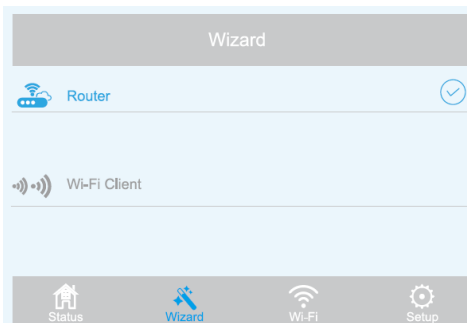 Wizard
Router
Wi-Fi Client
Status Wizard Wi-Fi Setup